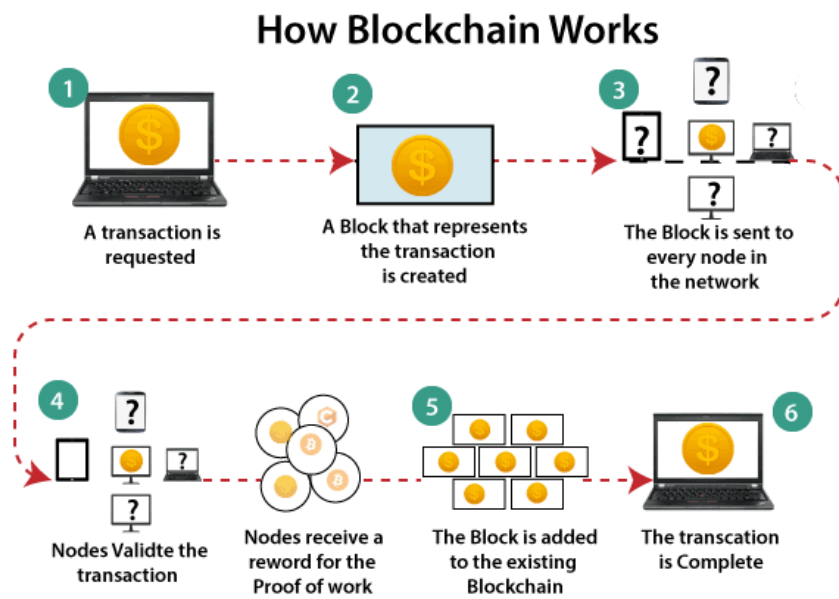 How Blockchain Works
1
$
A transaction is
requested
2
$
A Block that represents
the transaction
is created
3
?
?
$
?
?
The Block is sent to
every node in
the network
4
?
$
?
?
Nodes Validte the
transaction
$
C
B
$
B
Nodes receive a
reword for the
Proof of work
5
$ $
$ $ $
$ $
The Block is added
to the existing
Blockchain
6
$
The transcation
is Complete